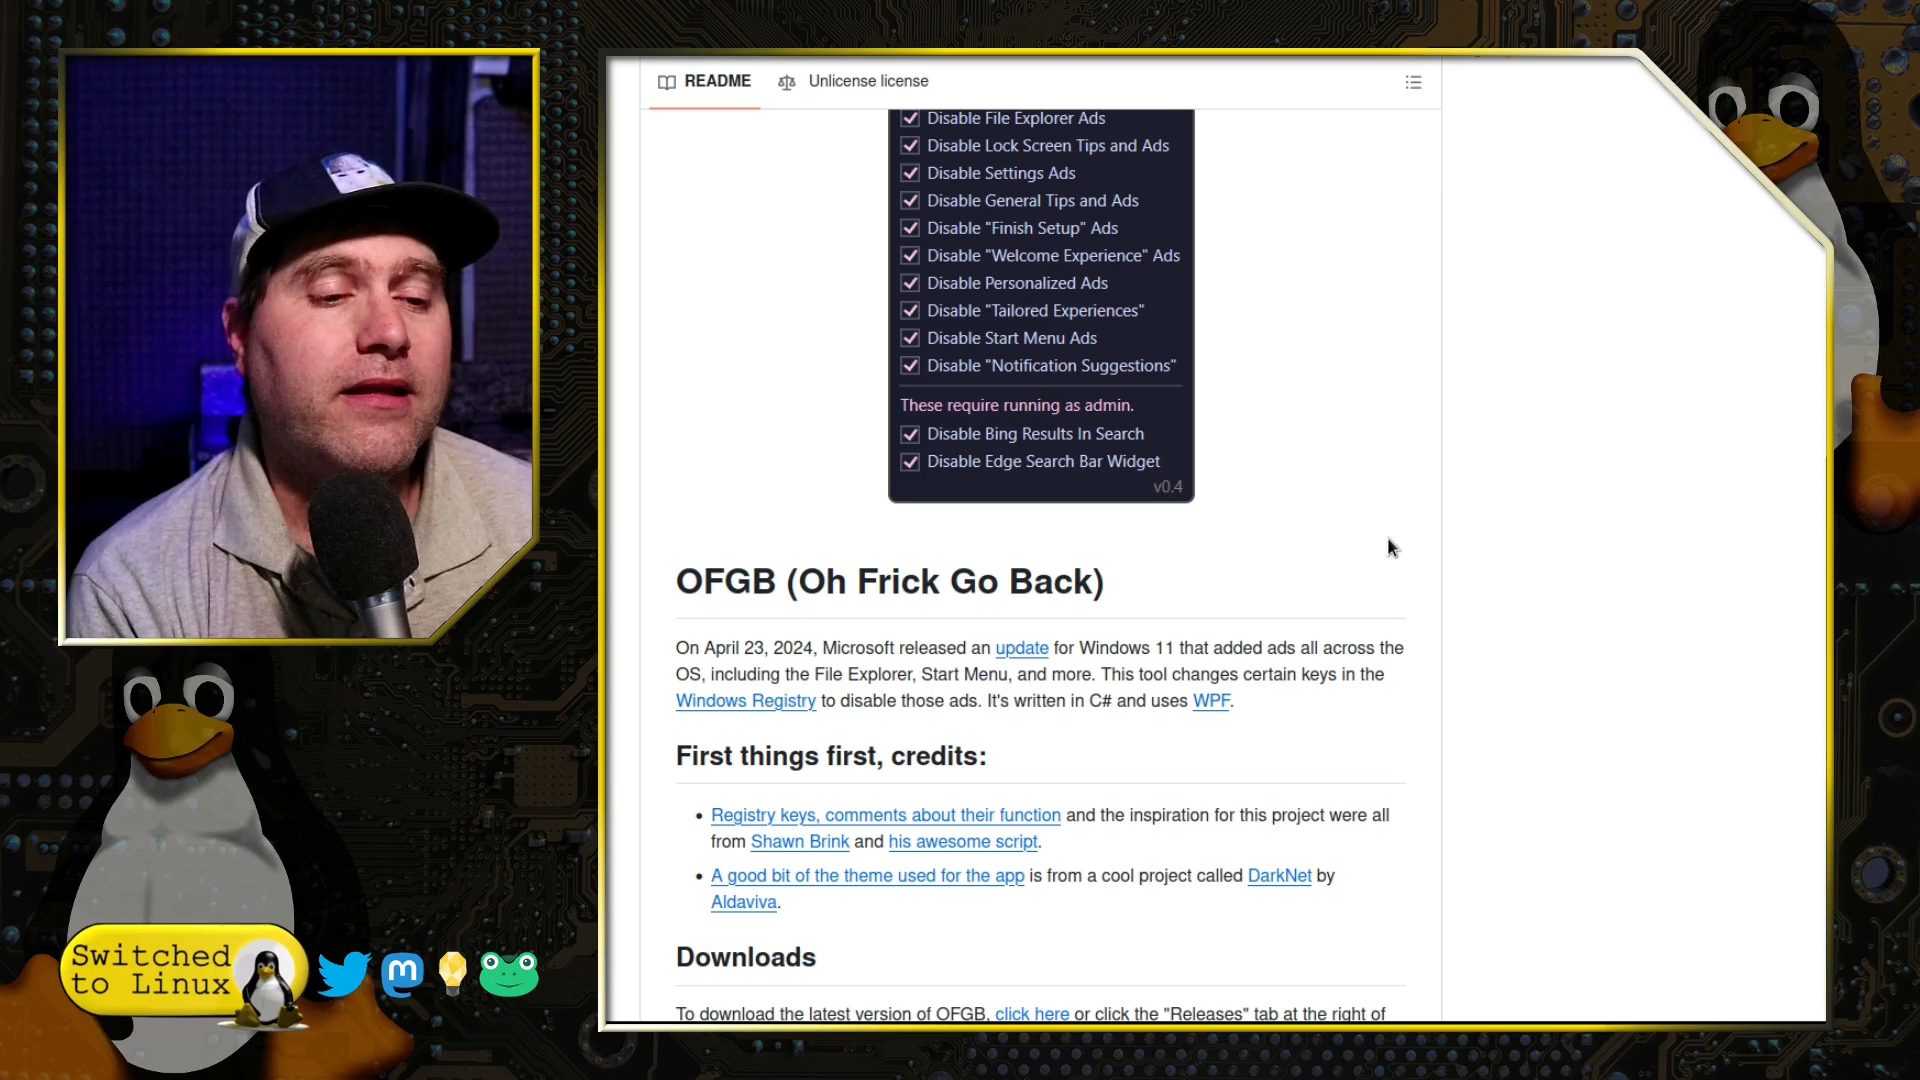 README
Unlicense license
Disable File Explorer Ads
Disable Lock Screen Tips and Ads
Disable Settings Ads
Disable General Tips and Ads
Disable "Finish Setup" Ads
Disable "Welcome Experience" Ads
Disable Personalized Ads
Disable "Tailored Experiences"
Disable Start Menu Ads
Disable "Notification Suggestions"
These require running as admin.
Disable Bing Results In Search
Disable Edge Search Bar Widget
v0.4
OFGB (Oh Frick Go Back)
On April 23, 2024, Microsoft released an update for Windows 11 that added ads all across the
OS, including the File Explorer, Start Menu, and more. This tool changes certain keys in the
Windows Registry to disable those ads. It's written in C# and uses WPF.
First things first, credits:
• Registry keys, comments about their function and the inspiration for this project were all
from Shawn Brink and his awesome script.
• A good bit of the theme used for the app is from a cool project called DarkNet by
Aldaviva.
Downloads
To download the latest version of OFGB, click here or click the "Releases" tab at the right of
Switched
to Linux
m